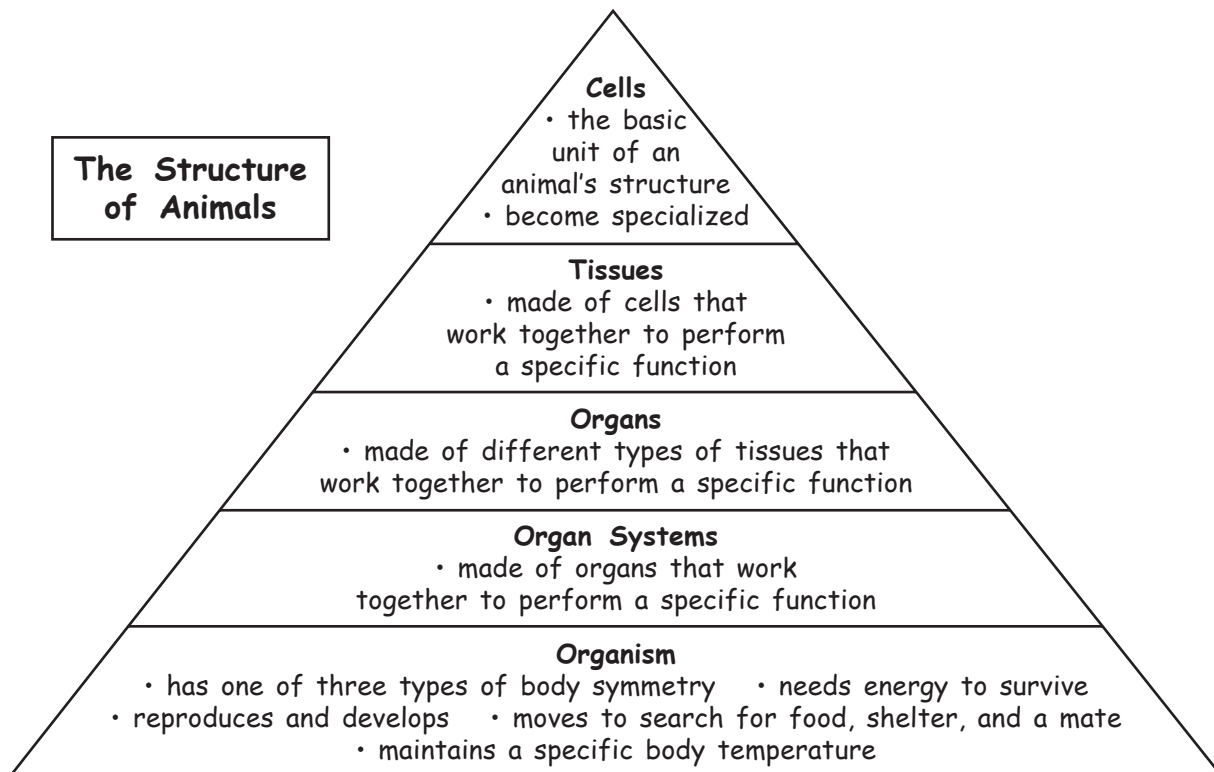 The Structure
of Animals
Cells
• the basic
unit of an
animal's structure
• become specialized
Tissues
• made of cells that
work together to perform
a specific function
Organs
• made of different types of tissues that
work together to perform a specific function
Organ Systems
• made of organs that work
together to perform a specific function
Organism
• has one of three types of body symmetry • needs energy to survive
• reproduces and develops • moves to search for food, shelter, and a mate
• maintains a specific body temperature